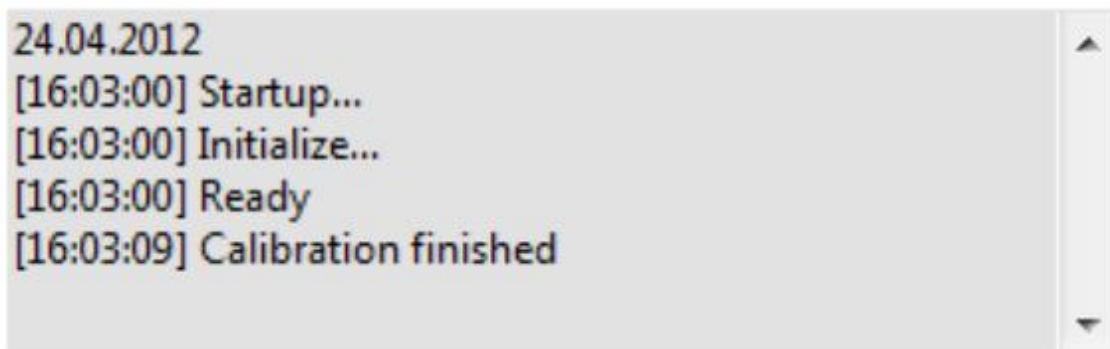 24.04.2012
[16:03:00] Startup...
[16:03:00] Initialize...
[16:03:00] Ready
[16:03:09] Calibration finished